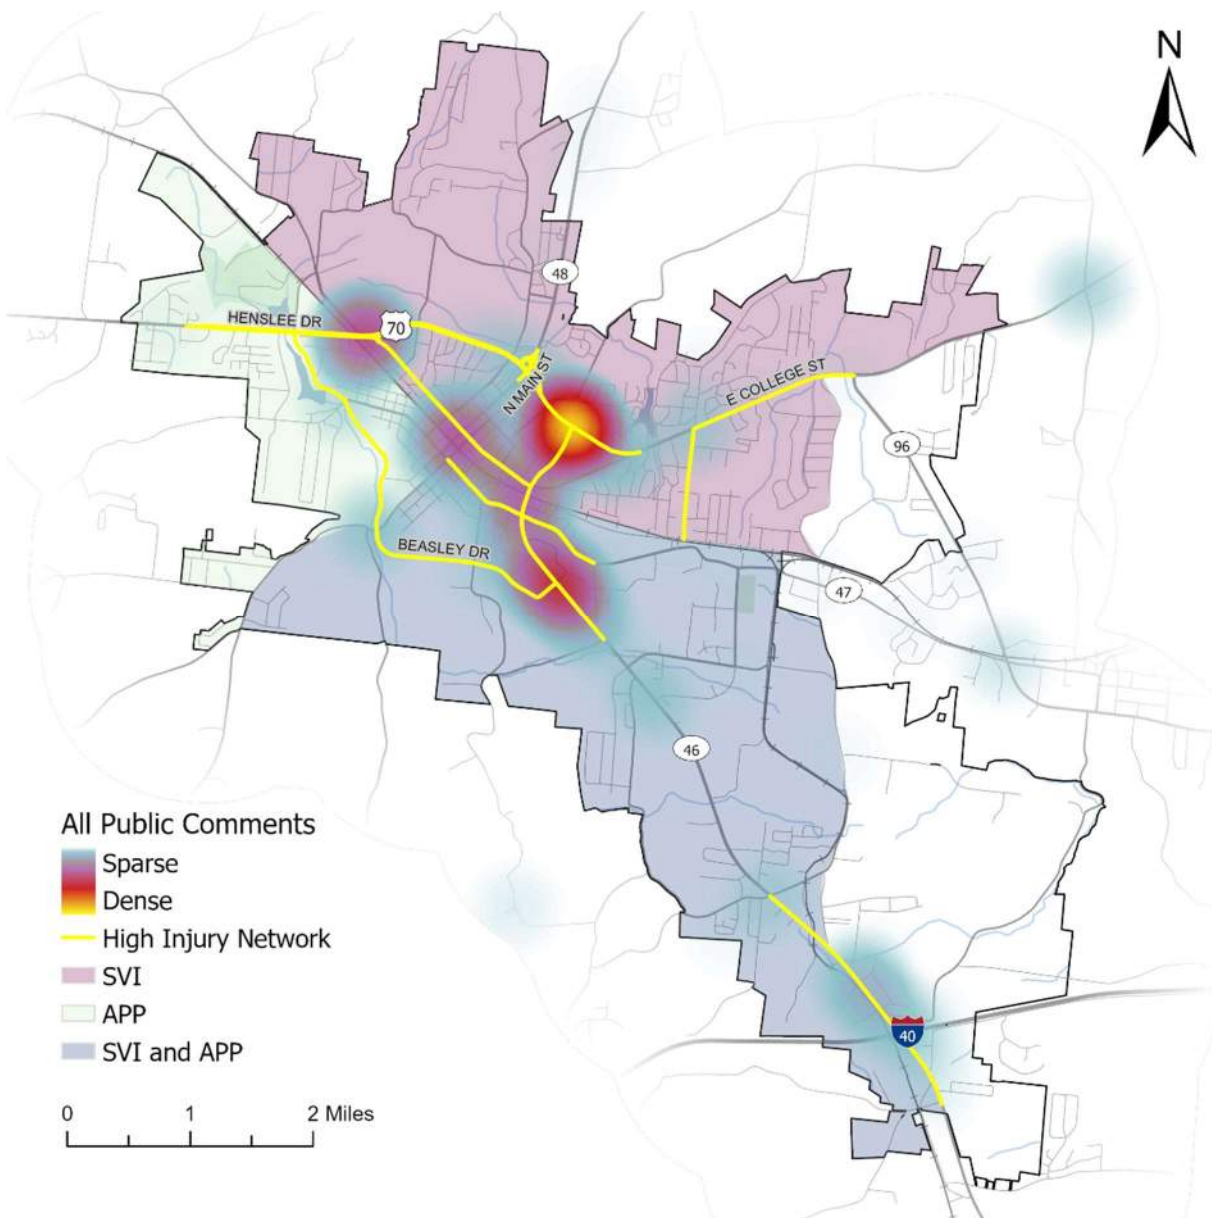 N
48
HENSLEE DR
70
N MAIN ST
E COLLEGE ST
96
BEASLEY DR
47
46
All Public Comments
Sparse
Dense
High Injury Network
SVI
APP
SVI and APP
40
0 1 2 Miles